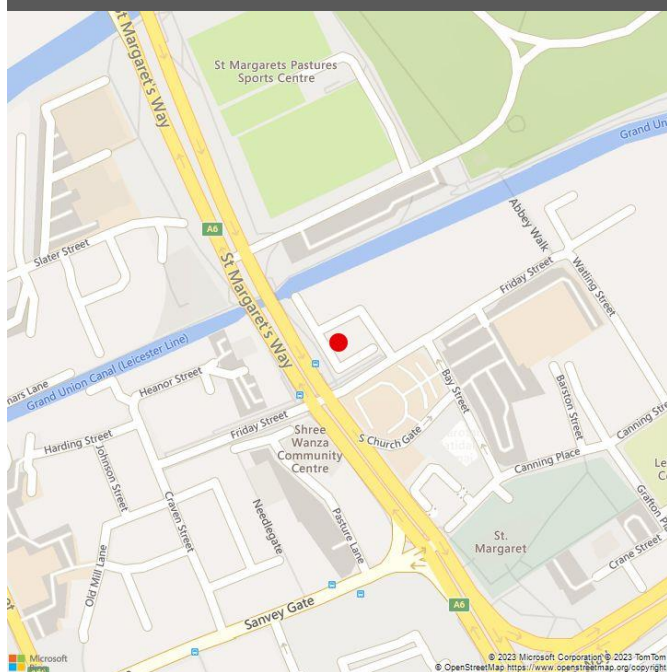 St Margaret's Way
St Margarets Pastures
Sports Centre
Grand Un
A6
Slater Street
St Margaret's Way
Abbey Walk
Watling Street
Friday Street
Grand Union Canal (Leicester Line)
Heanor Street
Bay Street
Barston Street
Canning Stre
Harding Street
Friday Street
Shree
Wanza
Community
Centre
S Church Gate
Johnson Street
Craven Street
Needlegate
Pasture Lane
Canning Place
St.
Margaret
Crane Street
Old Mill Lane
Sanvey Gate
A6
Microsoft
Bing
© 2023 Microsoft Corporation © 2023 TomTom
© OpenStreetMap https://www.openstreetmap.org/copyright